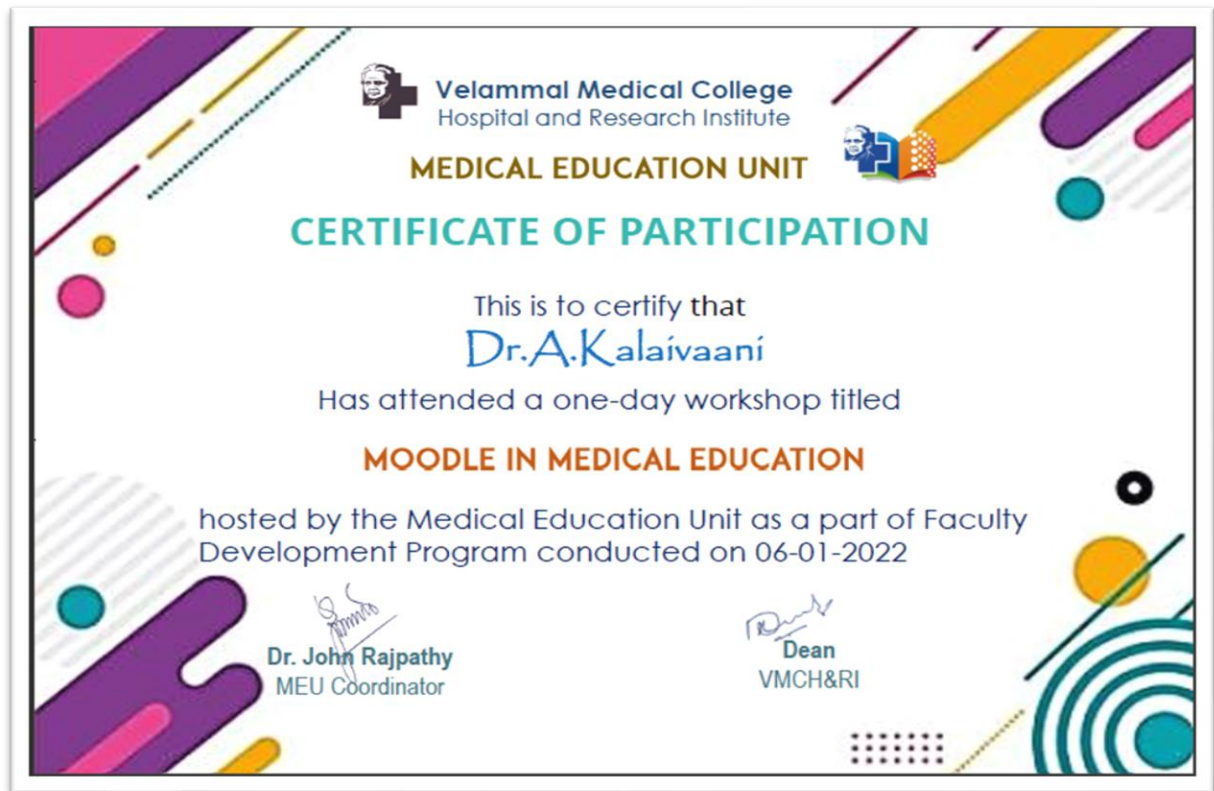 Velammal Medical College
Hospital and Research Institute
MEDICAL EDUCATION UNIT
CERTIFICATE OF PARTICIPATION
This is to certify that
Dr.A.Kalaivaani
Has attended a one-day workshop titled
MOODLE IN MEDICAL EDUCATION
hosted by the Medical Education Unit as a part of Faculty
Development Program conducted on 06-01-2022
Dr. John Rajpathy
MEU Coordinator
Dean
VMCH&RI